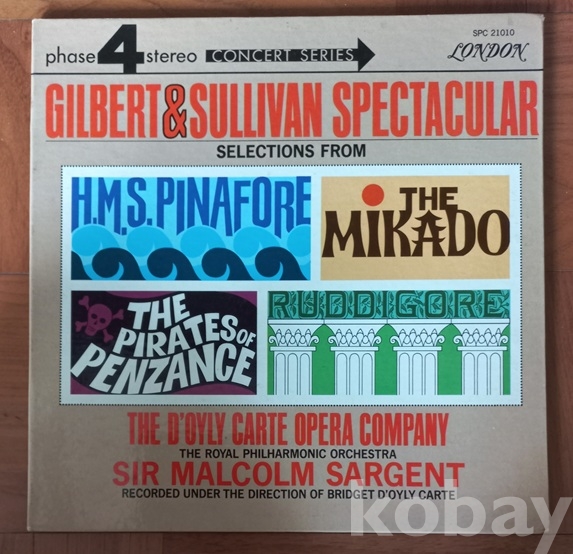 SPC 21010
phase 4 stereo CONCERT SERIES LONDON
GILBERT & SULLIVAN SPECTACULAR
SELECTIONS FROM
H.M.S. PINAFORE
THE
MIKADO
THE
PIRATES OF
PENZANCE
RUDDIGORE
THE D'OYLY CARTE OPERA COMPANY
THE ROYAL PHILHARMONIC ORCHESTRA
SIR MALCOLM SARGENT
RECORDED UNDER THE DIRECTION OF BRIDGET D'OYLY CARTE
kobay